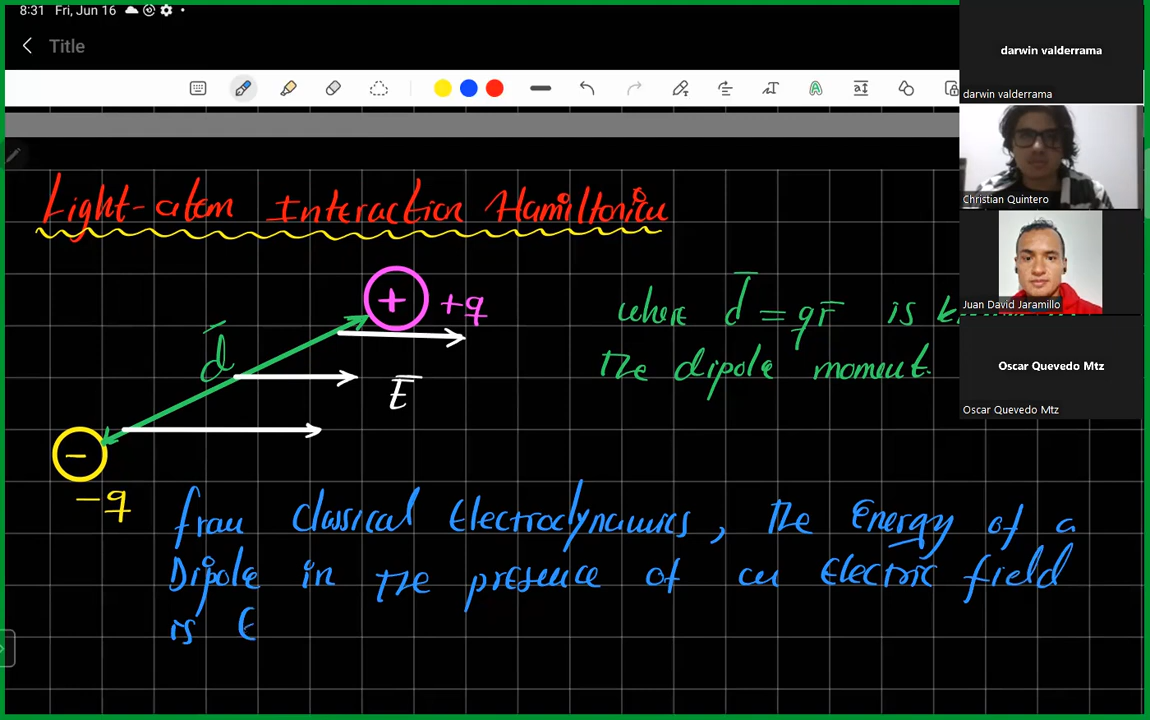 8:31 Fri, Jun 16
Title
darwin valderrama
darwin valderrama
Christian Quintero
Juan David Jaramillo
Oscar Quevedo Mtz
Oscar Quevedo Mtz
Light-atom Interaction Hamiltonian
+ +q
d
E
-
-q
where d = qr is
the dipole moment.
from Classical Electrodynamics, the Energy of a
Dipole in the presence of an Electric field
is E